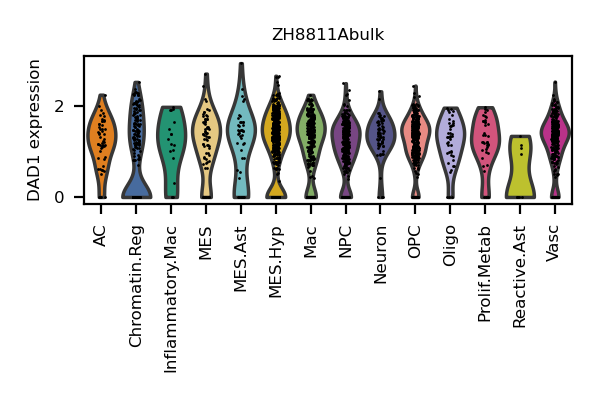 ZH8811Abulk
DAD1 expression
2
0
AC
Chromatin.Reg
Inflammatory.Mac
MES
MES.Ast
MES.Hyp
Mac
NPC
Neuron
OPC
Oligo
Prolif.Metab
Reactive.Ast
Vasc